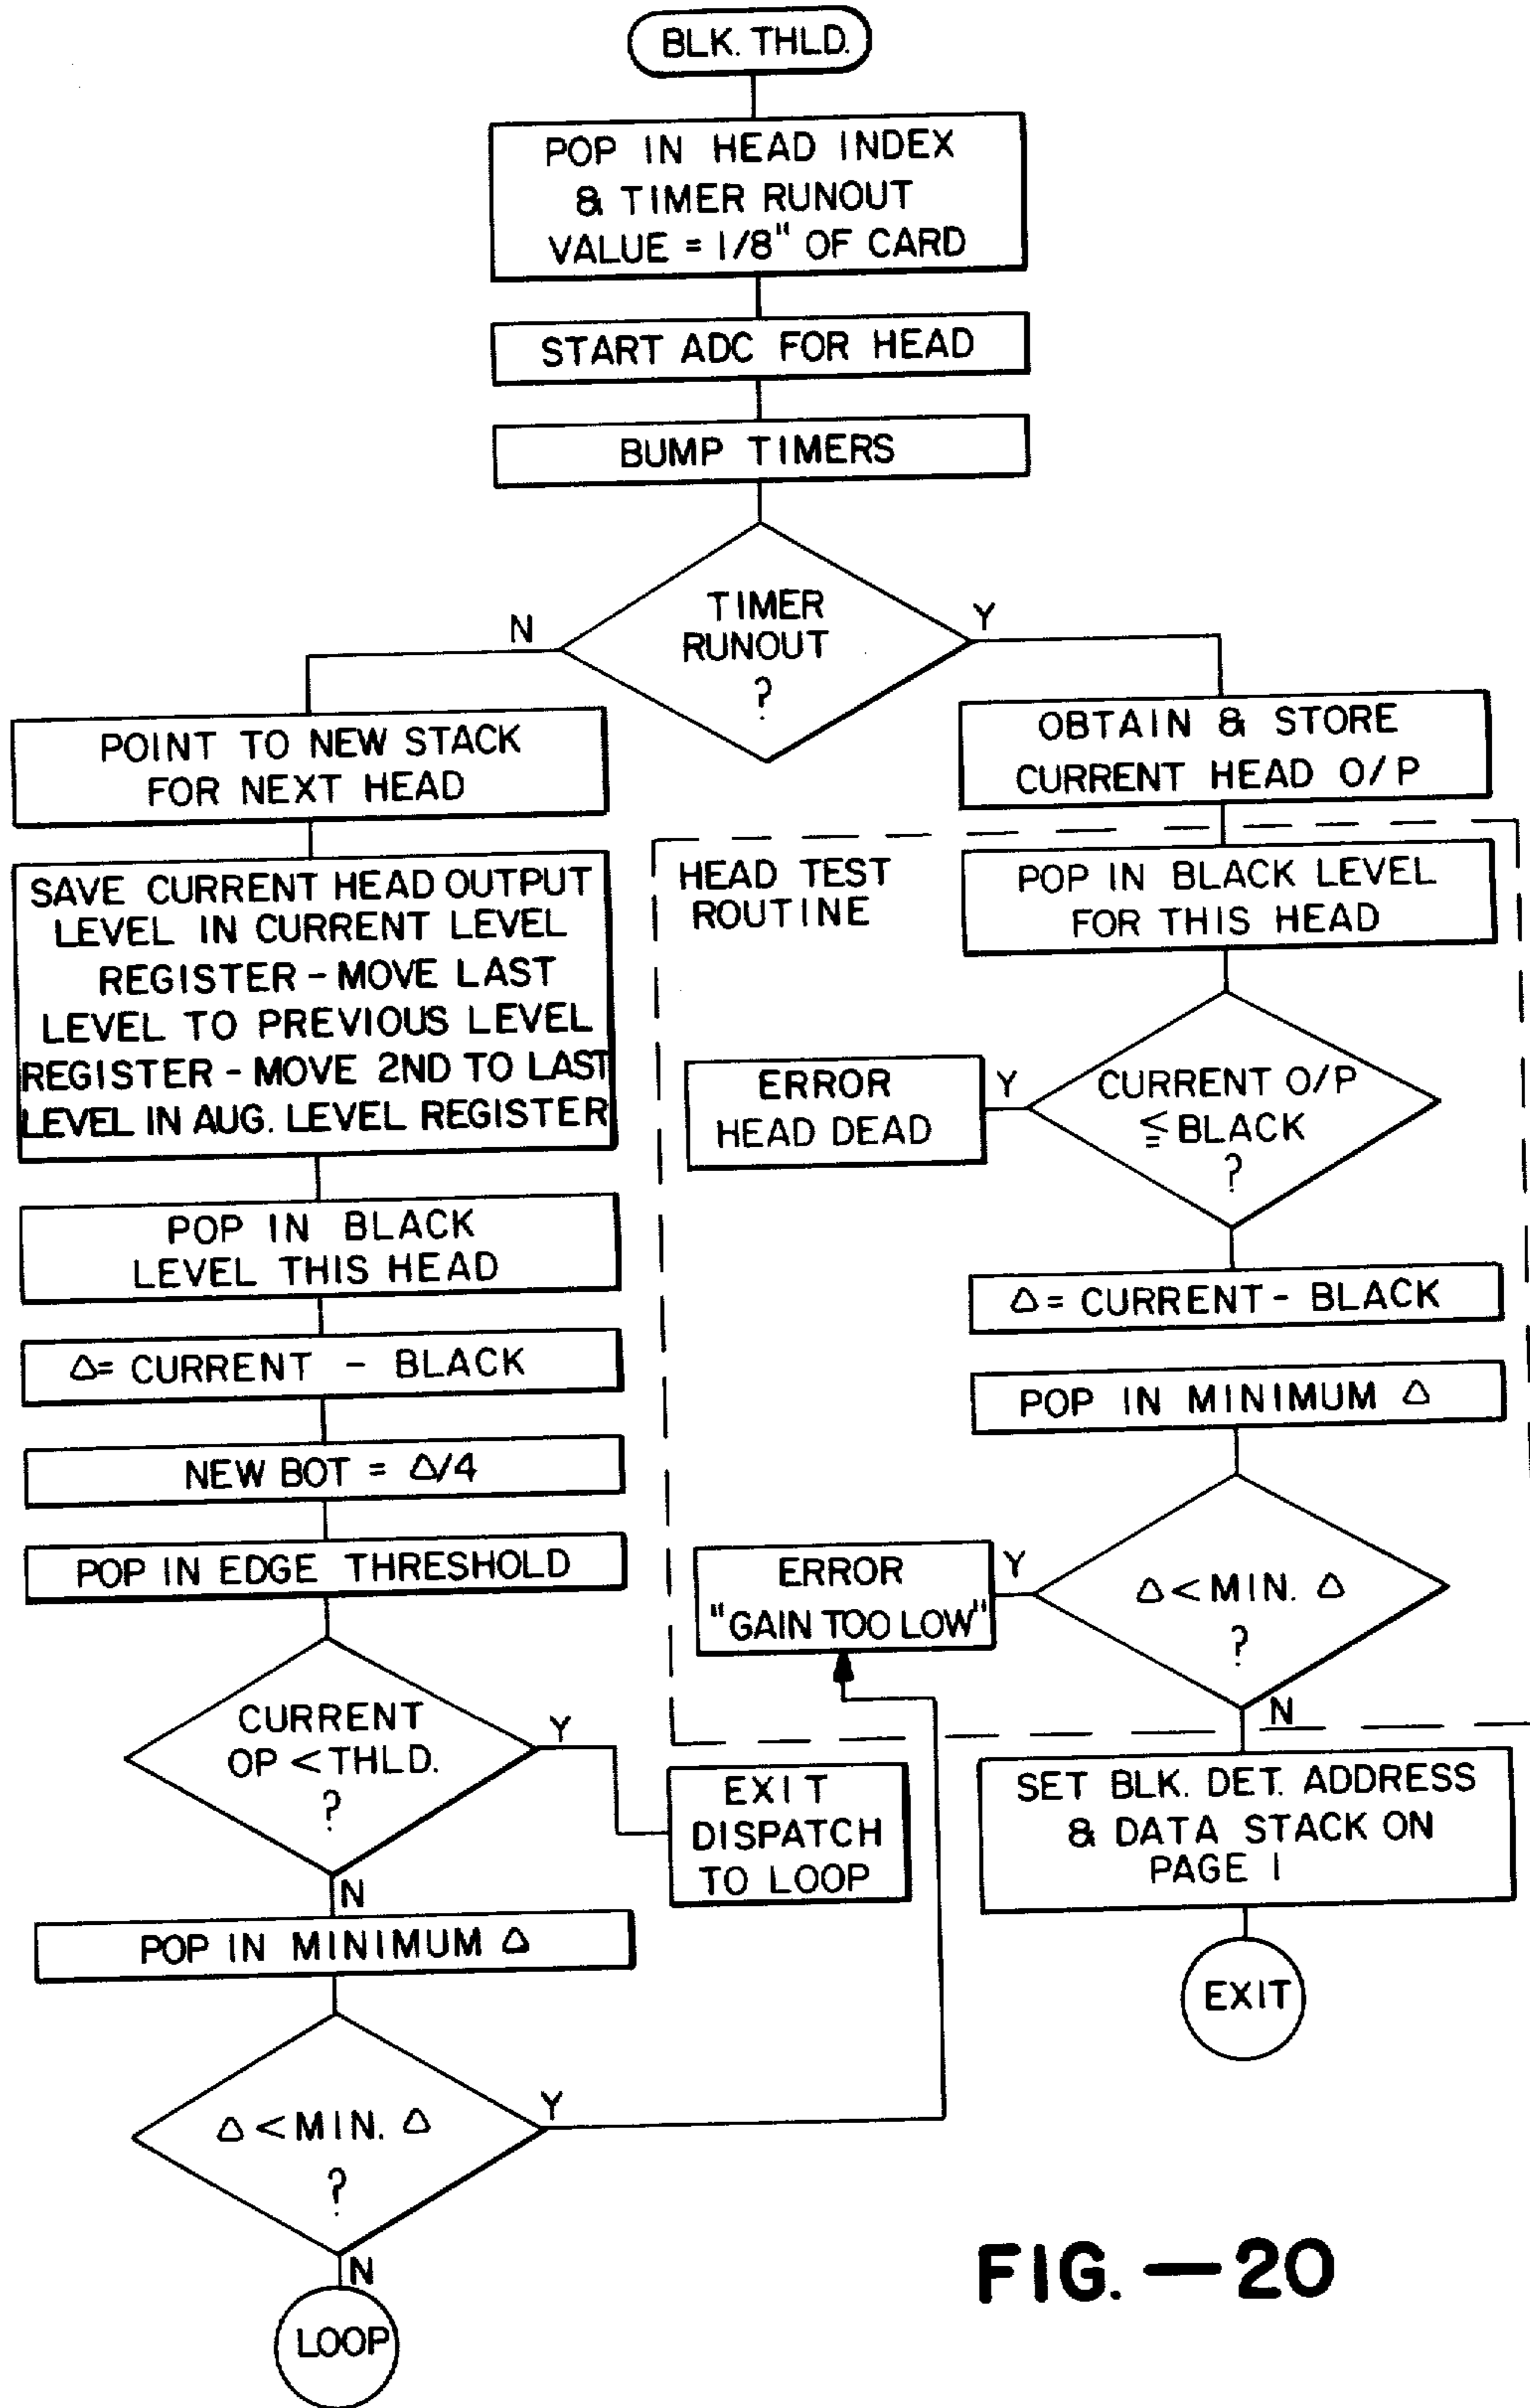 BLK. THLD.
POP IN HEAD INDEX
& TIMER RUNOUT
VALUE = 1/8" OF CARD
START ADC FOR HEAD
BUMP TIMERS
TIMER
RUNOUT
?
N
Y
POINT TO NEW STACK
FOR NEXT HEAD
SAVE CURRENT HEAD OUTPUT
LEVEL IN CURRENT LEVEL
REGISTER - MOVE LAST
LEVEL TO PREVIOUS LEVEL
REGISTER - MOVE 2ND TO LAST
LEVEL IN AUG. LEVEL REGISTER
POP IN BLACK
LEVEL THIS HEAD
Δ= CURRENT - BLACK
NEW BOT = Δ/4
POP IN EDGE THRESHOLD
CURRENT
OP < THLD.
?
Y
N
EXIT
DISPATCH
TO LOOP
POP IN MINIMUM Δ
Δ < MIN. Δ
?
Y
N
LOOP
OBTAIN & STORE
CURRENT HEAD O/P
HEAD TEST
ROUTINE
POP IN BLACK LEVEL
FOR THIS HEAD
CURRENT O/P
≦ BLACK
?
Y
ERROR
HEAD DEAD
Δ = CURRENT - BLACK
POP IN MINIMUM Δ
Δ < MIN. Δ
?
Y
N
ERROR
"GAIN TOO LOW"
SET BLK. DET. ADDRESS
& DATA STACK ON
PAGE 1
EXIT
FIG. — 20